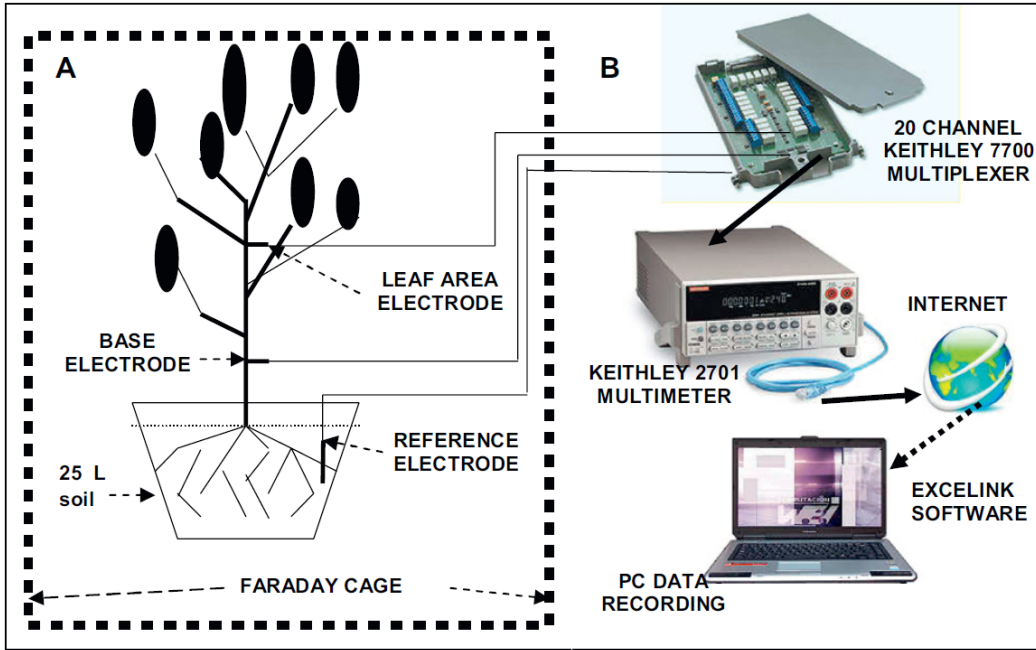 A
B
20 CHANNEL
KEITHLEY 7700
MULTIPLEXER
LEAF AREA
ELECTRODE
INTERNET
BASE
ELECTRODE
KEITHLEY 2701
MULTIMETER
REFERENCE
ELECTRODE
25 L
soil
EXCELINK
SOFTWARE
FARADAY CAGE
PC DATA
RECORDING